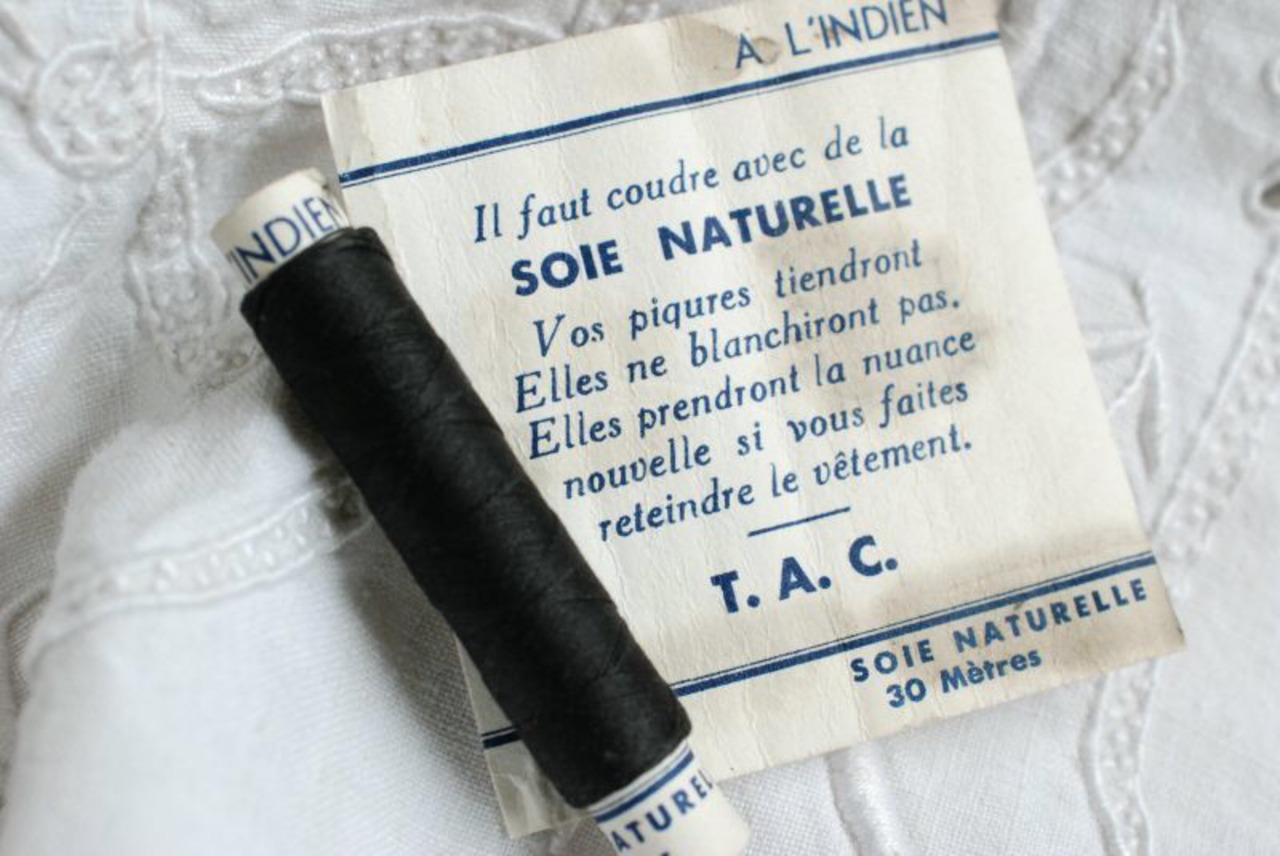 A L'INDIEN
Il faut coudre avec de la
SOIE NATURELLE
Vos piqures tiendront
Elles ne blanchiront pas.
Elles prendront la nuance
nouvelle si vous faites
reteindre le vêtement.
T. A. C.
SOIE NATURELLE
30 Mètres
'INDIEN
ATUREL